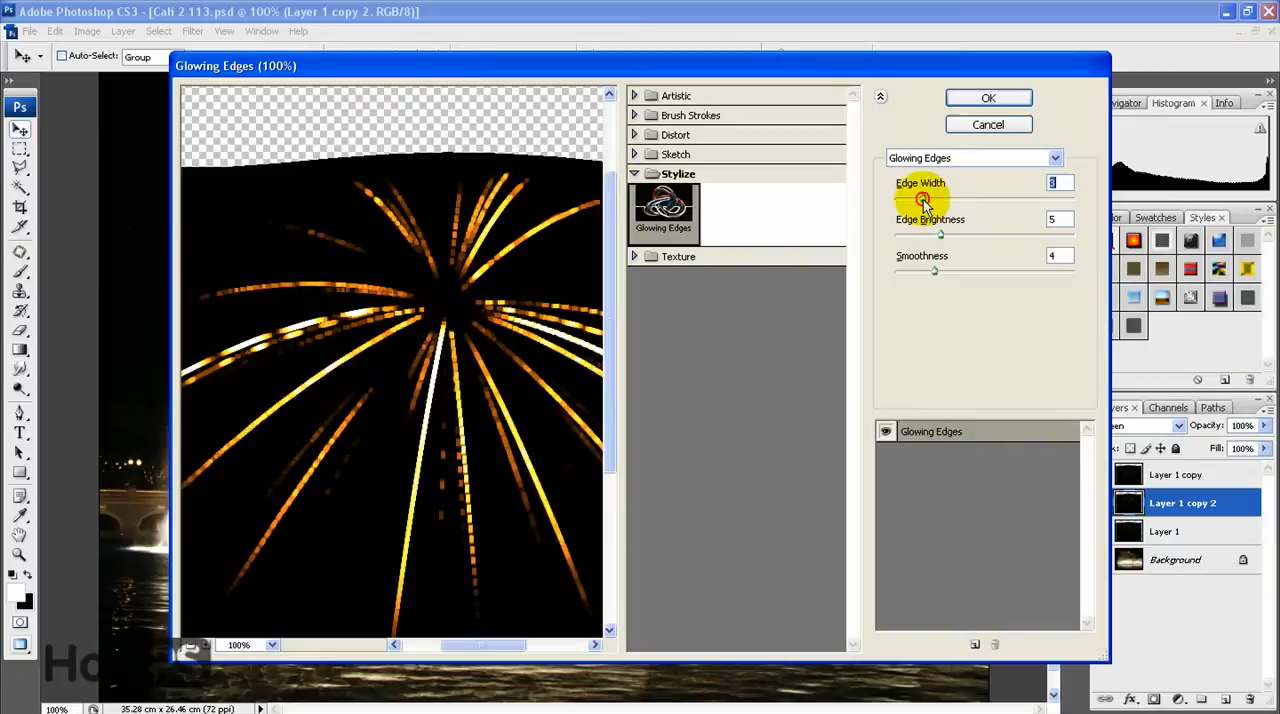 Adobe Photoshop CS3 - [Cali 2 113.psd @ 100% (Layer 1 copy 2. RGB/8)]
File Edit Image Layer Select Filter View Window Help
Auto-Select: Group
Glowing Edges (100%)
Ps
Artistic
Brush Strokes
Distort
Sketch
Stylize
Glowing Edges
Texture
OK
Cancel
Glowing Edges
Edge Width 3
Edge Brightness 5
Smoothness 4
Glowing Edges
100%
Histogram Info
Swatches Styles
Channels Paths
Opacity: 100%
Fill: 100%
Layer 1 copy
Layer 1 copy 2
Layer 1
Background
100% 35.28 cm x 26.46 cm (72 ppi)